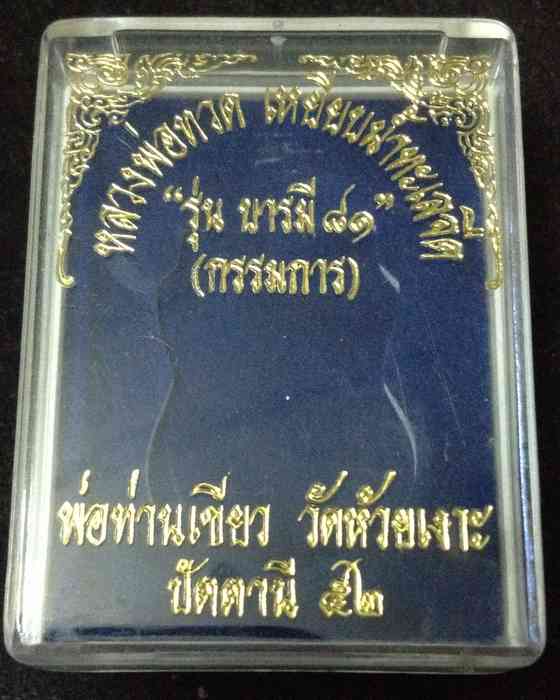 หลวงพ่อทวด เหยียบน้ำทะเลจืด
“รุ่น บารมี ๘๑”
(กรรมการ)
พ่อท่านเขียว วัดห้วยเงาะ
ปัตตานี ๕๒